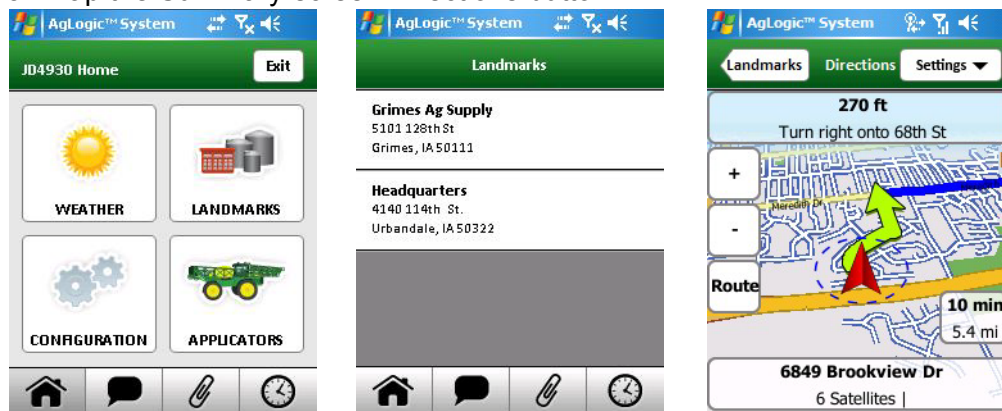 AgLogic™ System
JD4930 Home
Exit
WEATHER
LANDMARKS
CONFIGURATION
APPLICATORS
AgLogic™ System
Landmarks
Grimes Ag Supply
5101 128th St
Grimes, IA 50111
Headquarters
4140 114th St.
Urbandale, IA 50322
AgLogic™ System
Landmarks
Directions
Settings
270 ft
Turn right onto 68th St
+
Meredith Dr
-
Route
10 min
5.4 mi
6849 Brookview Dr
6 Satellites |